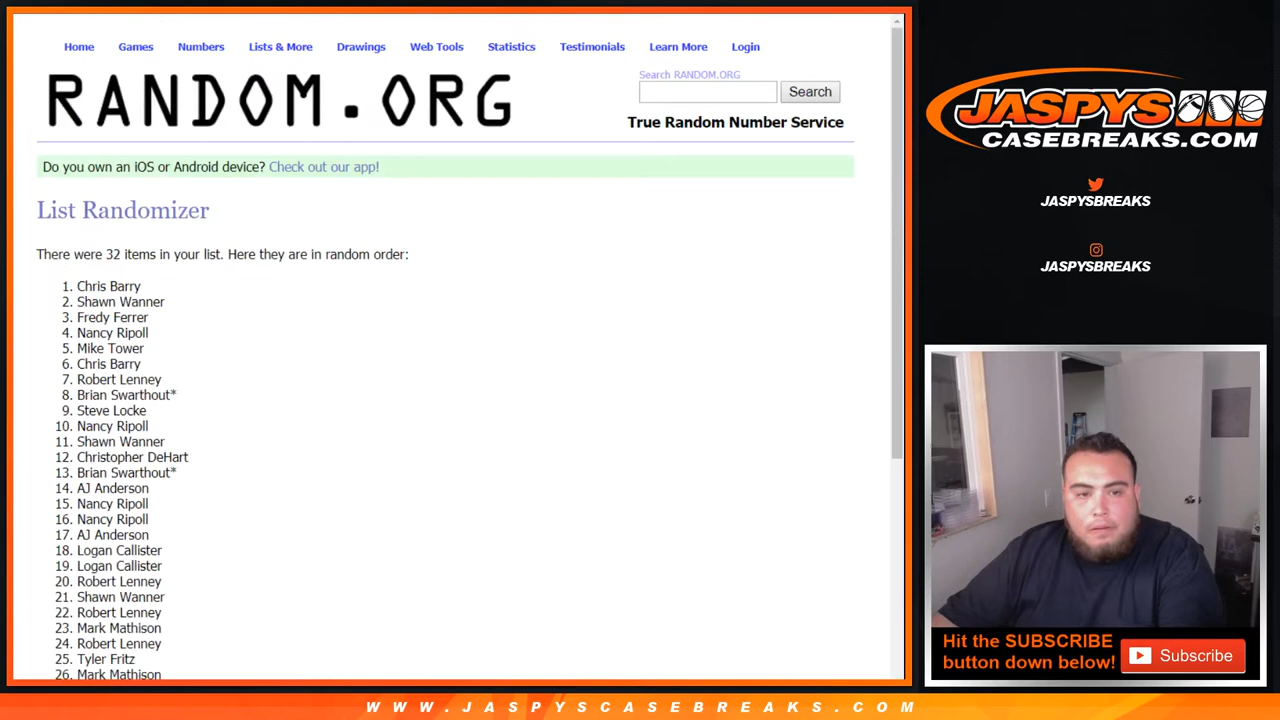 Home Games Numbers Lists & More Drawings Web Tools Statistics Testimonials Learn More Login
RANDOM.ORG
Search RANDOM.ORG
Search
True Random Number Service
Do you own an iOS or Android device? Check out our app!
List Randomizer
There were 32 items in your list. Here they are in random order:
1. Chris Barry
2. Shawn Wanner
3. Fredy Ferrer
4. Nancy Ripoll
5. Mike Tower
6. Chris Barry
7. Robert Lenney
8. Brian Swarthout*
9. Steve Locke
10. Nancy Ripoll
11. Shawn Wanner
12. Christopher DeHart
13. Brian Swarthout*
14. AJ Anderson
15. Nancy Ripoll
16. Nancy Ripoll
17. AJ Anderson
18. Logan Callister
19. Logan Callister
20. Robert Lenney
21. Shawn Wanner
22. Robert Lenney
23. Mark Mathison
24. Robert Lenney
25. Tyler Fritz
26. Mark Mathison
JASPYS
CASEBREAKS.COM
JASPYSBREAKS
JASPYSBREAKS
Hit the SUBSCRIBE
button down below!
Subscribe
WWW.JASPYSCASEBREAKS.COM